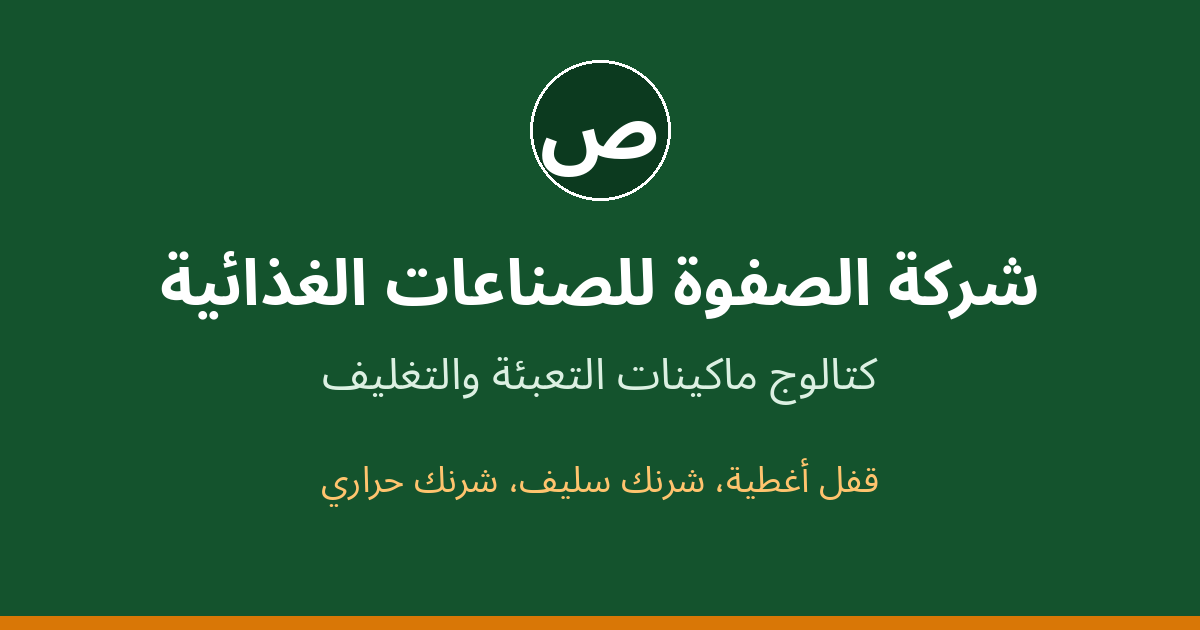 ص
شركة الصفوة للصناعات الغذائية
كتالوج ماكينات التعبئة والتغليف
قفل أغطية، شرنك سليف، شرنك حراري